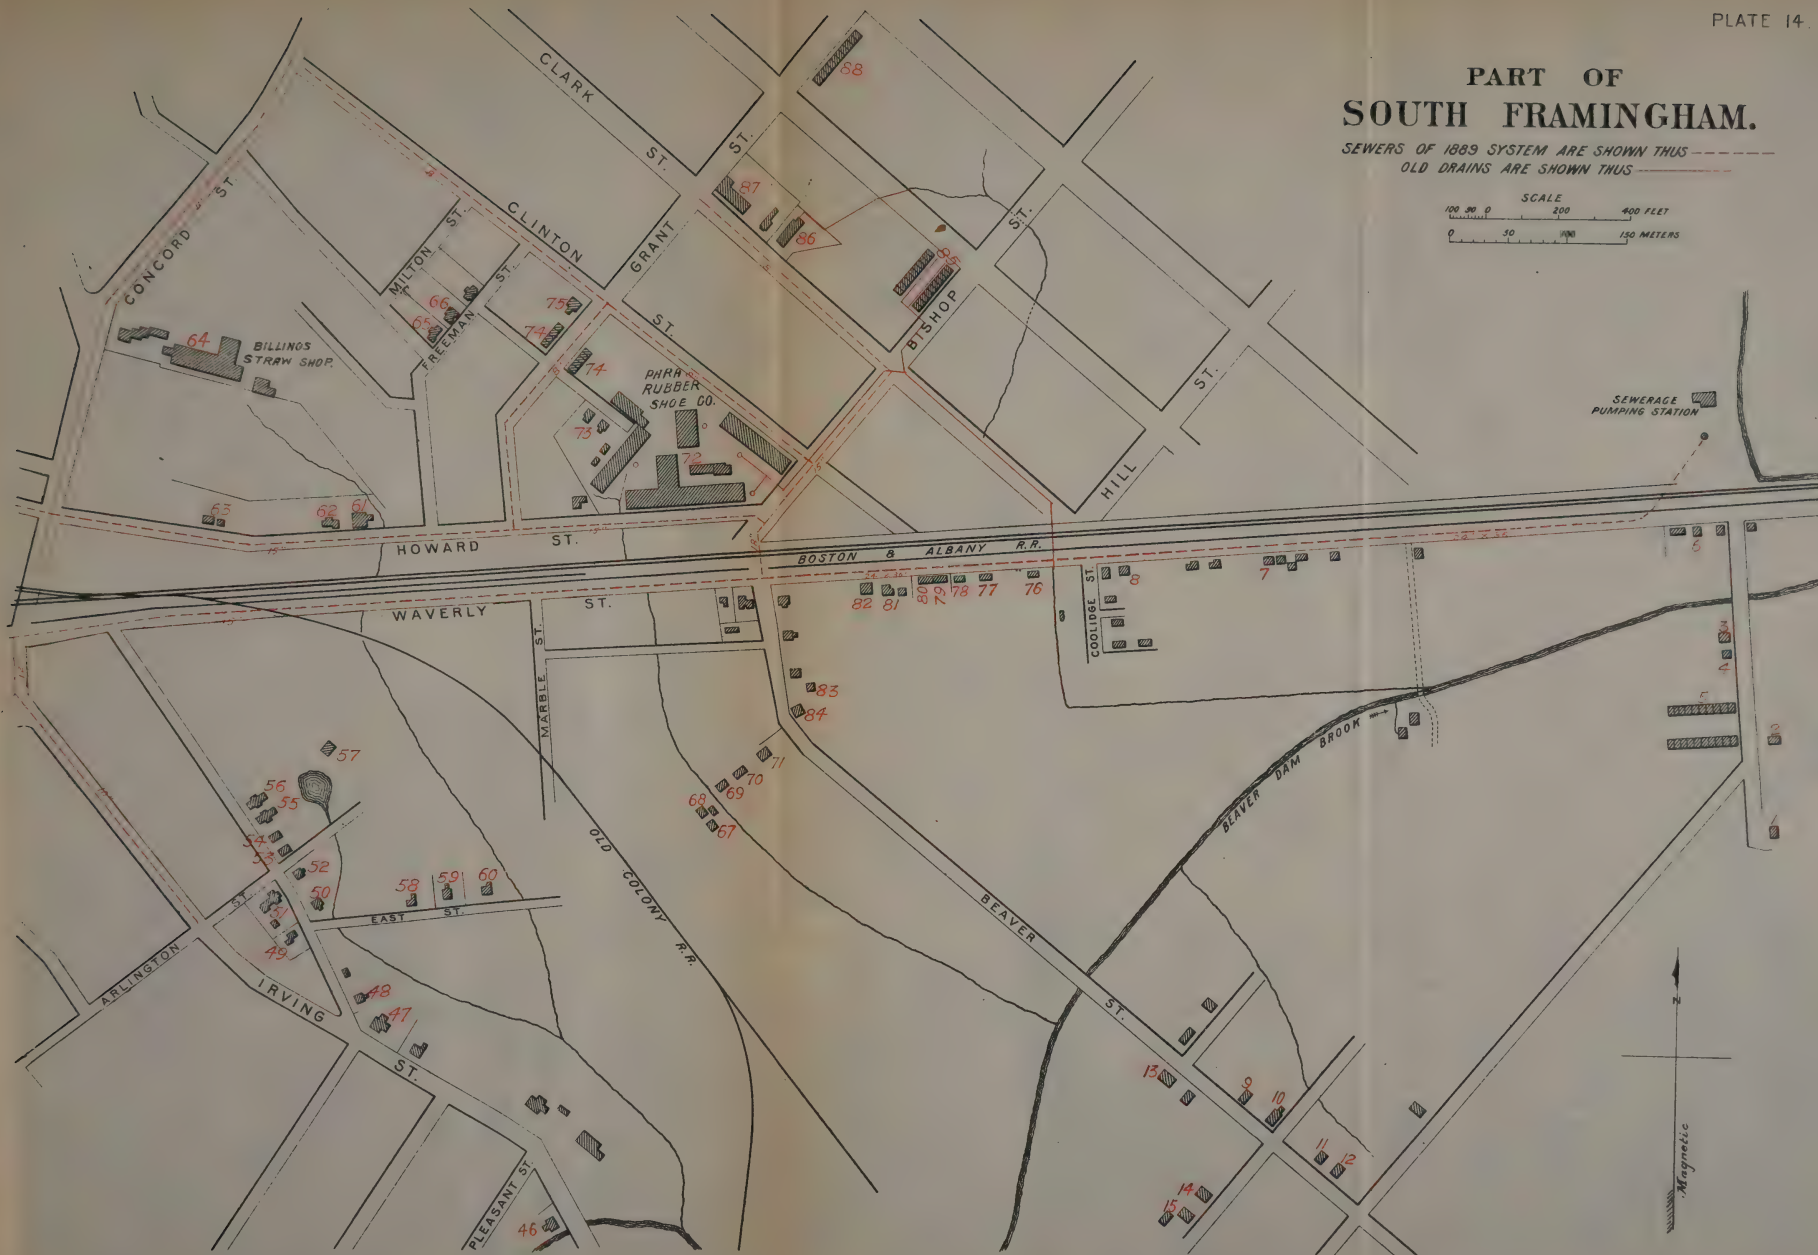 PLATE 14.
PART OF
SOUTH FRAMINGHAM.
SEWERS OF 1889 SYSTEM ARE SHOWN THUS
OLD DRAINS ARE SHOWN THUS
SCALE
100 50 0 200 400 FEET
0 50 100 150 METERS
CLARK ST.
88
87
86
85
GRANT ST.
CLINTON ST.
CONCORD ST.
MILTON ST.
FREEMAN ST.
BISHOP ST.
HILL ST.
66
65
75
74
74
64
BILLINGS
STRAW SHOP.
PARA
RUBBER
SHOE CO.
73
72
SEWERAGE
PUMPING STATION
63
62
61
15"
15"
15"
HOWARD ST.
BOSTON & ALBANY R.R.
WAVERLY ST.
15"
MARBLE ST.
COOLIDGE ST.
82
81
80
79
78
77
76
8
7
6
3
4
5
2
1
83
84
71
70
69
68
67
57
56
55
54
53
52
51
50
49
48
47
58
59
60
EAST ST.
OLD COLONY R.R.
BEAVER DAM BROOK
BEAVER ST.
ARLINGTON ST.
IRVING ST.
PLEASANT ST.
46
13
9
10
11
12
14
15
N
Magnetic